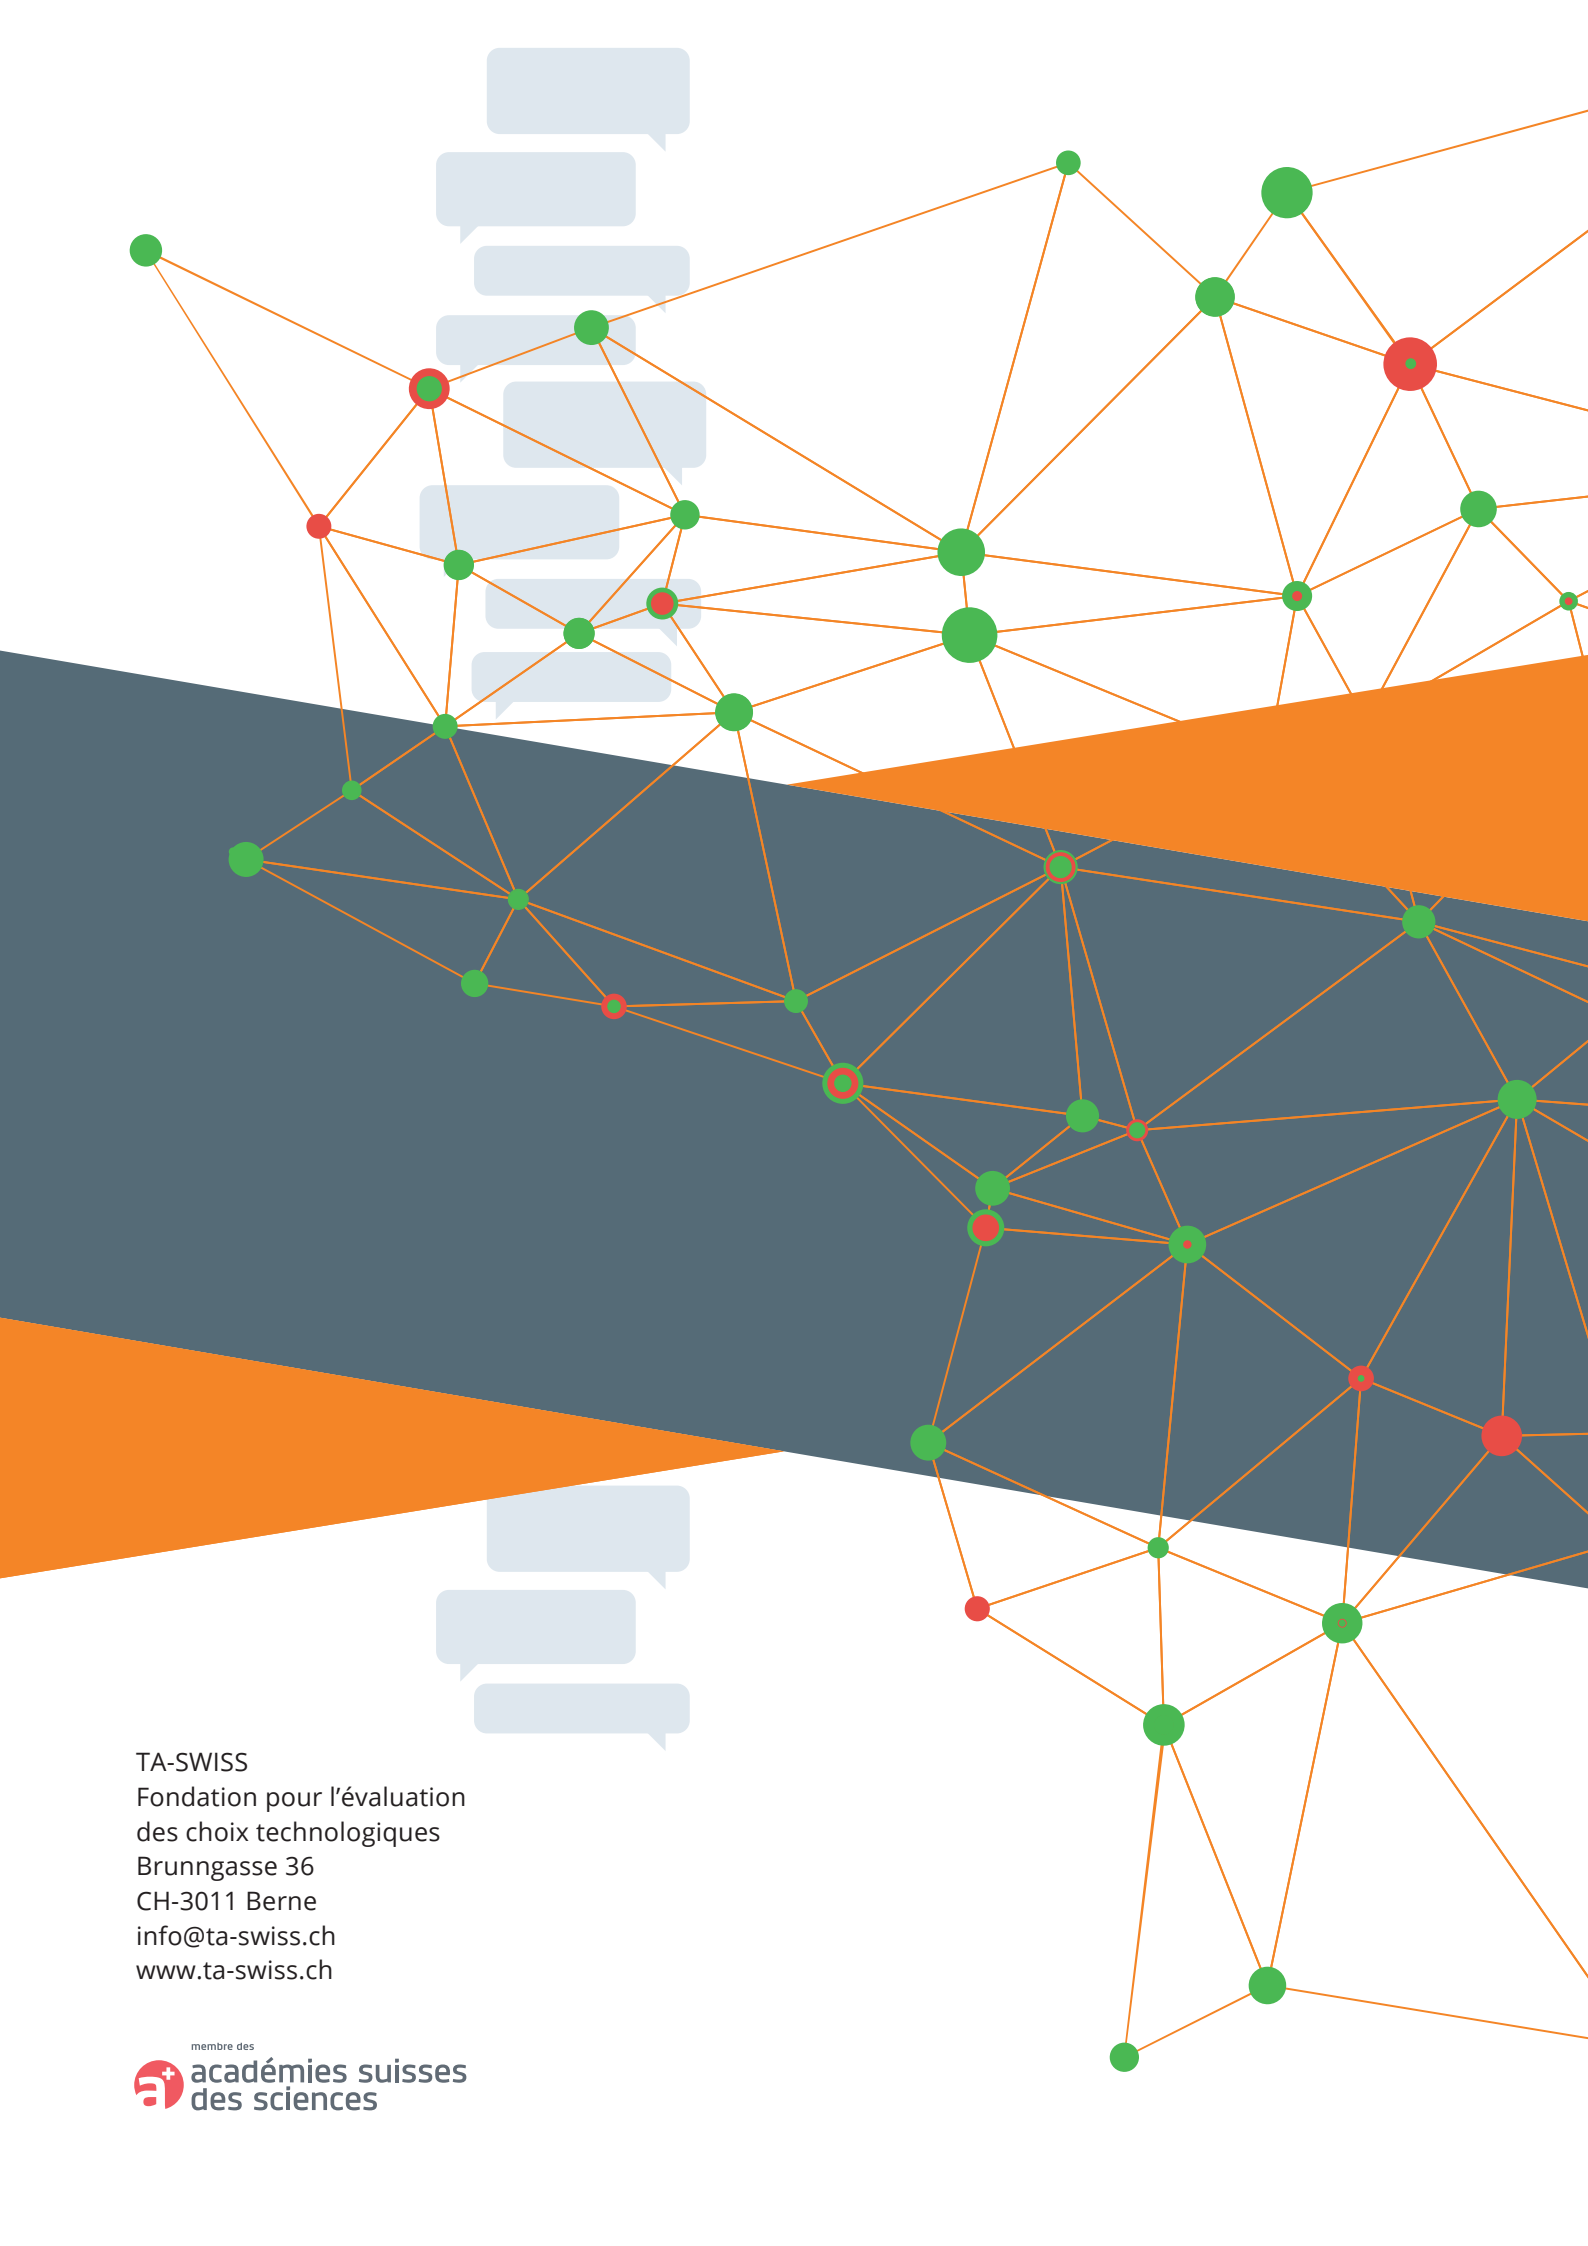 TA-SWISS
Fondation pour l’évaluation
des choix technologiques
Brunngasse 36
CH-3011 Berne
info@ta-swiss.ch
www.ta-swiss.ch
membre des
a+ académies suisses
des sciences